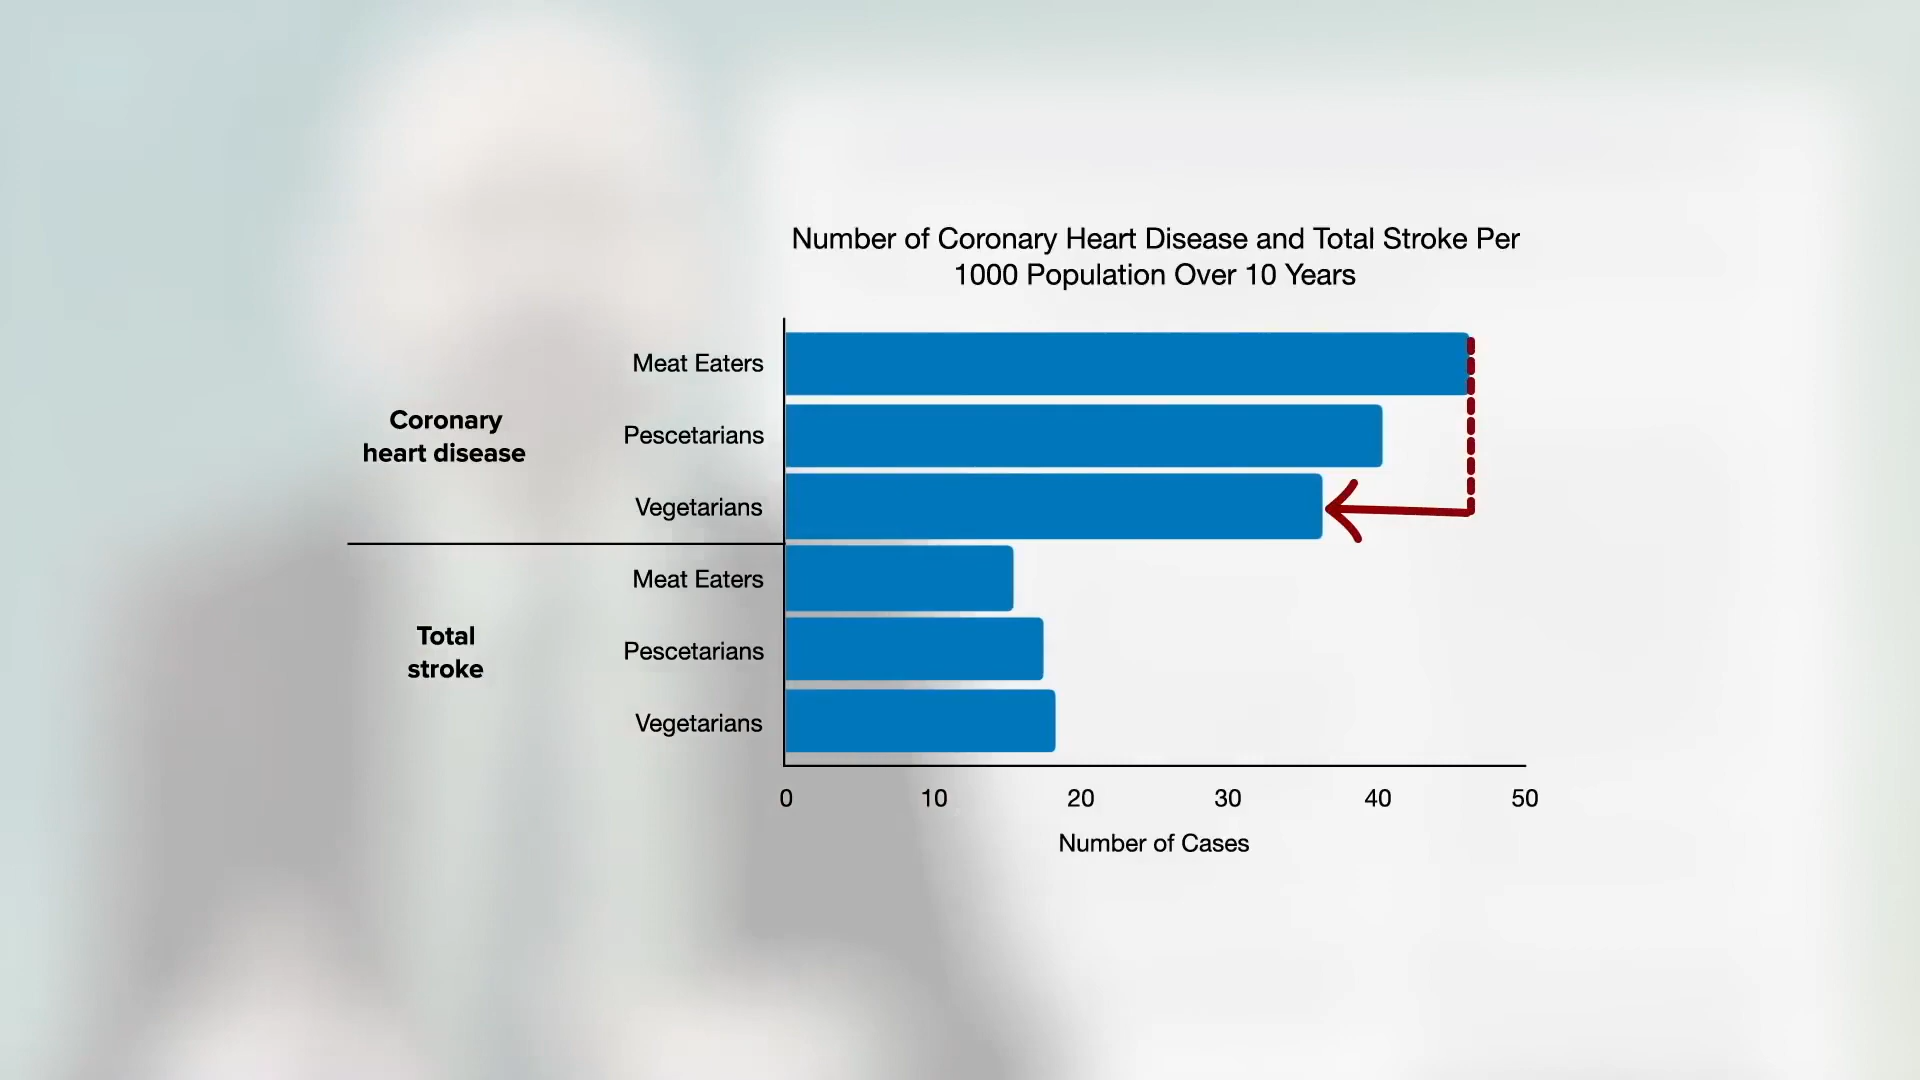 Number of Coronary Heart Disease and Total Stroke Per
1000 Population Over 10 Years
Coronary
heart disease
Meat Eaters
Pescetarians
Vegetarians
Total
stroke
Meat Eaters
Pescetarians
Vegetarians
0 10 20 30 40 50
Number of Cases